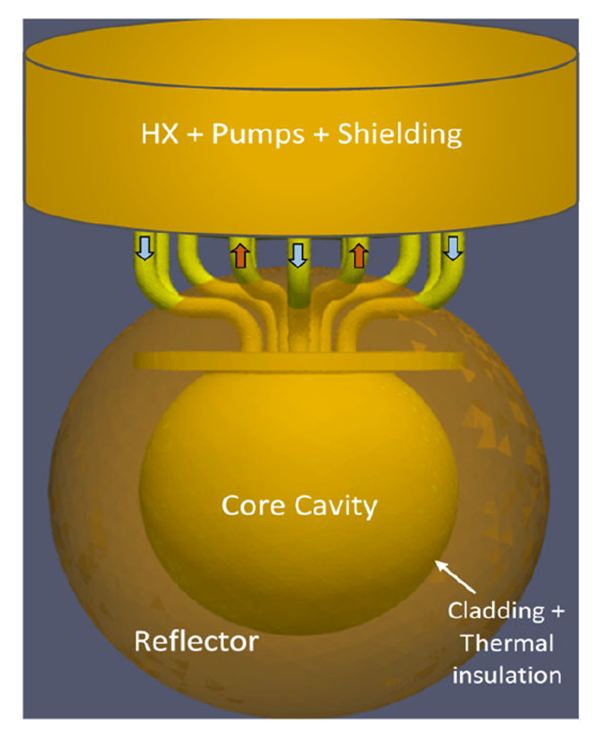 HX + Pumps + Shielding
Core Cavity
Cladding +
Thermal
insulation
Reflector